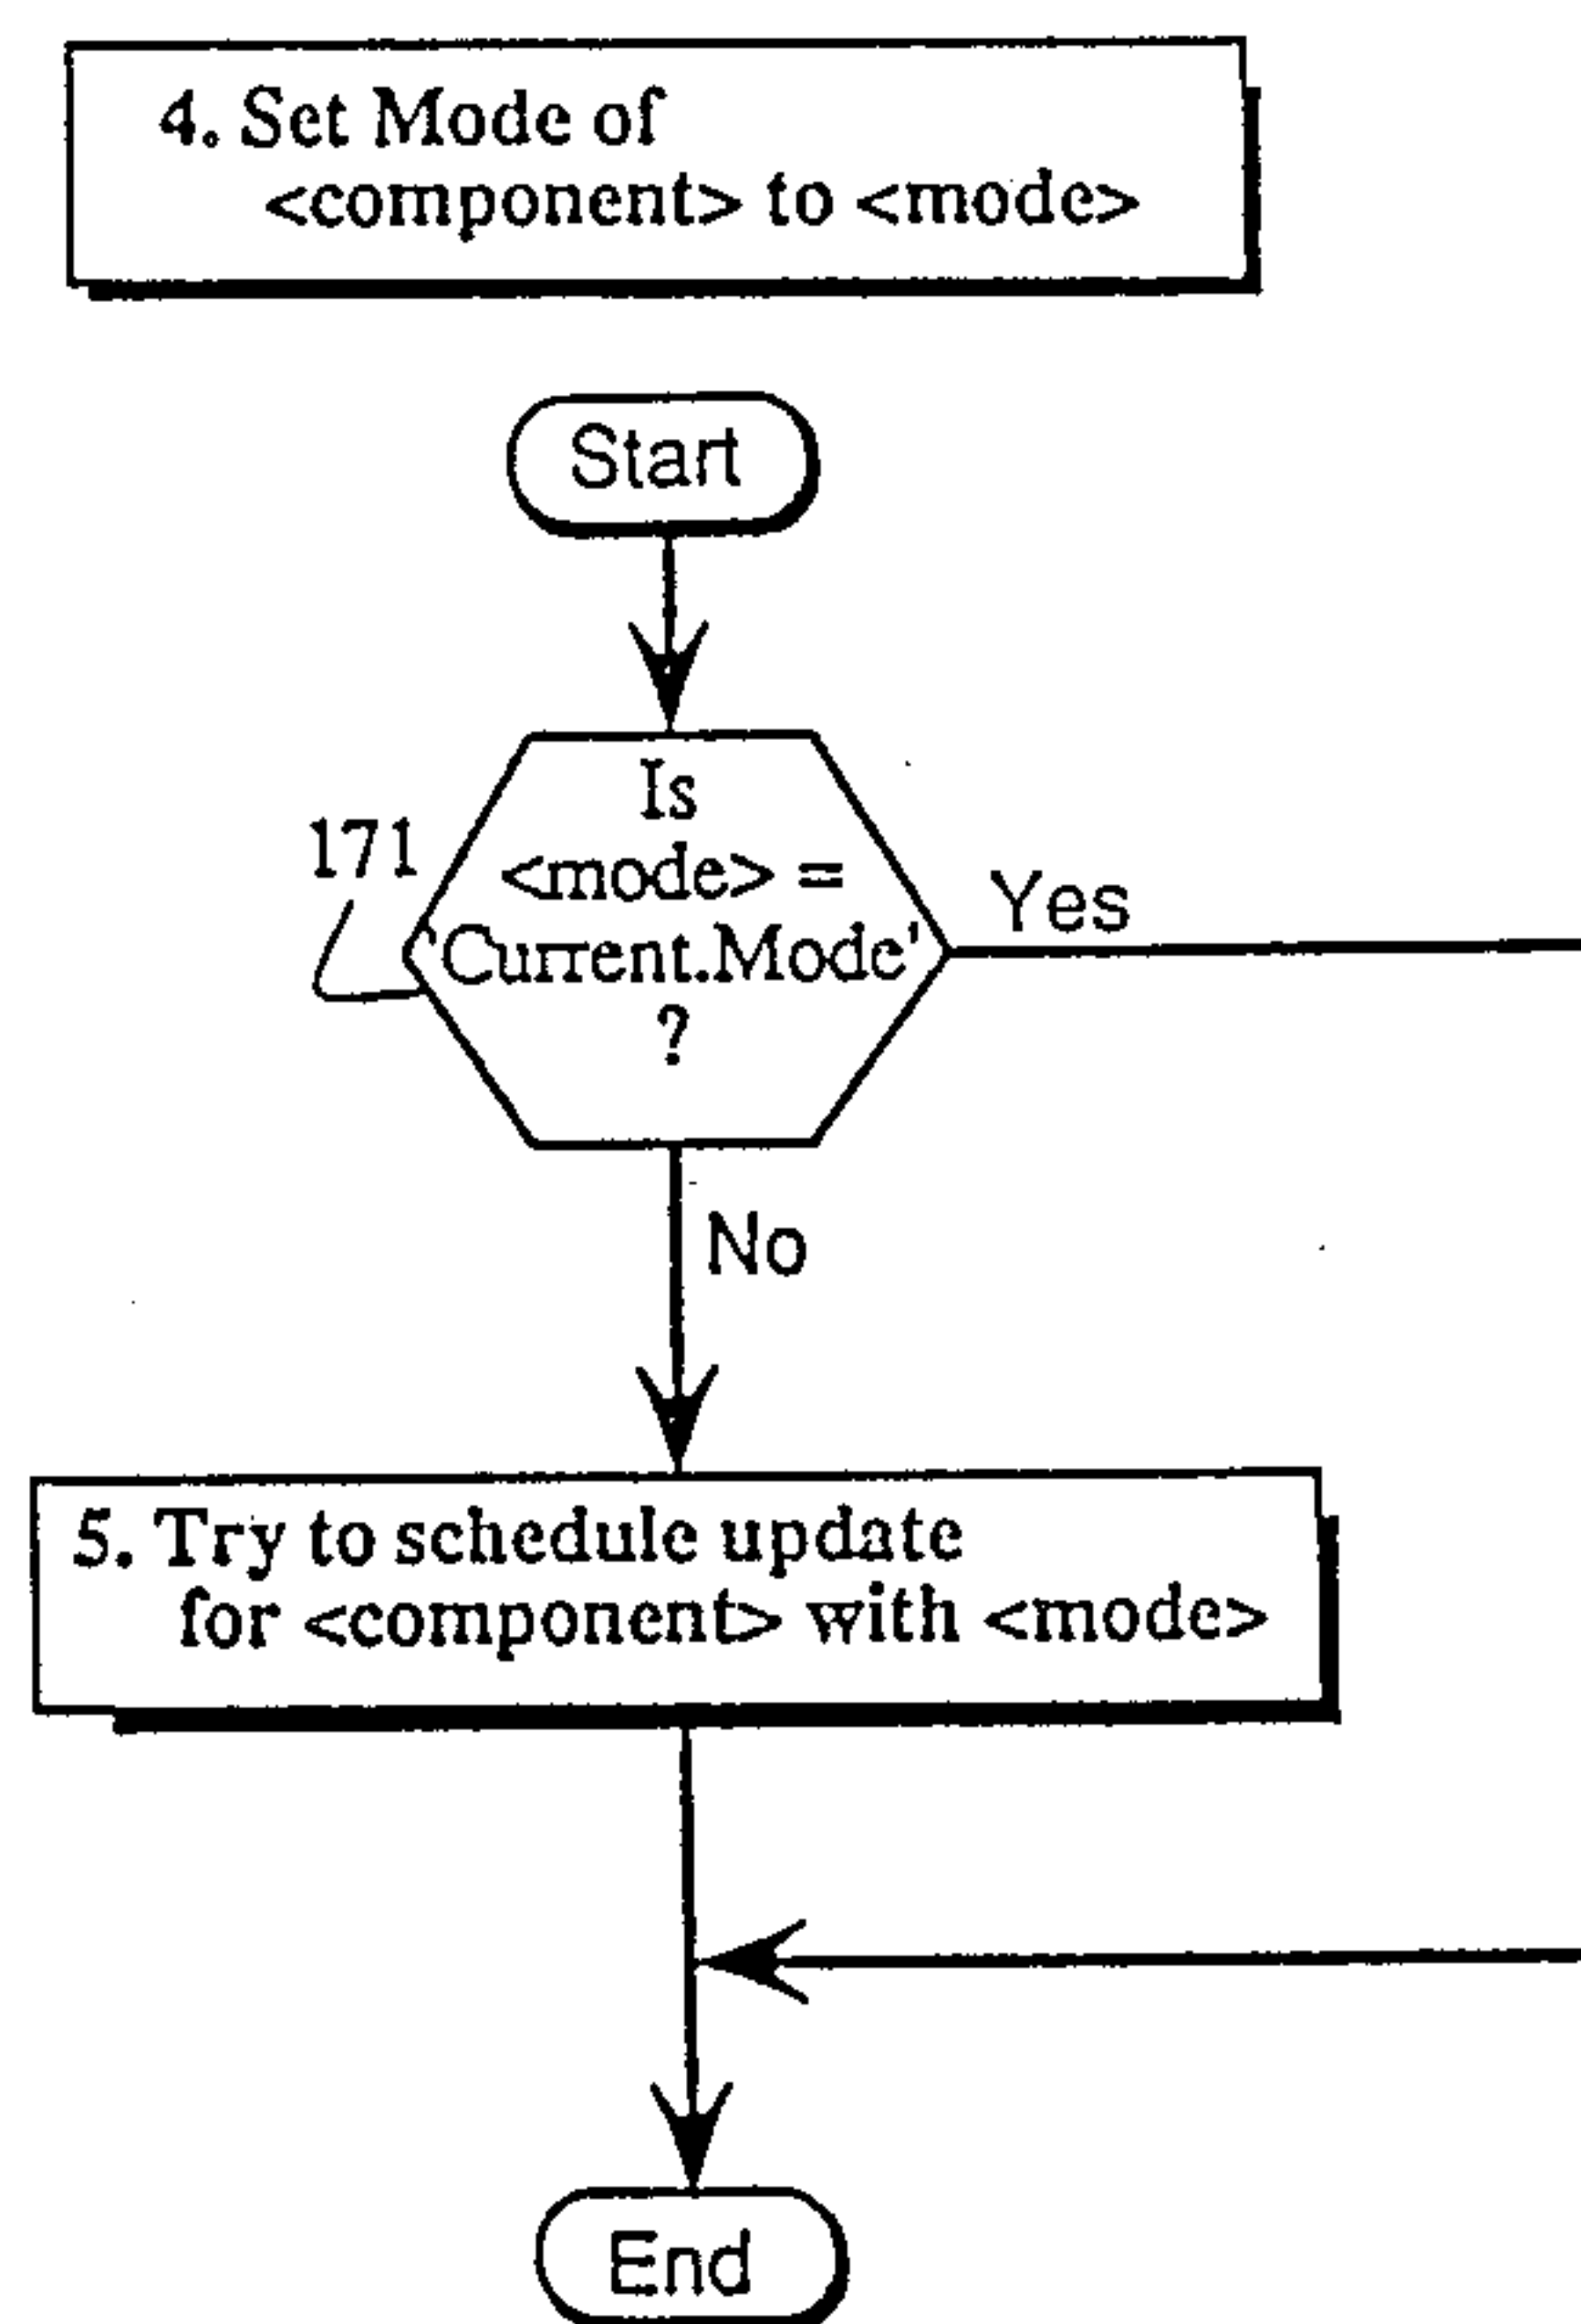 4. Set Mode of
<component> to <mode>
Start
Is
<mode> =
'Current.Mode'
?
171
Yes
No
5. Try to schedule update
for <component> with <mode>
End